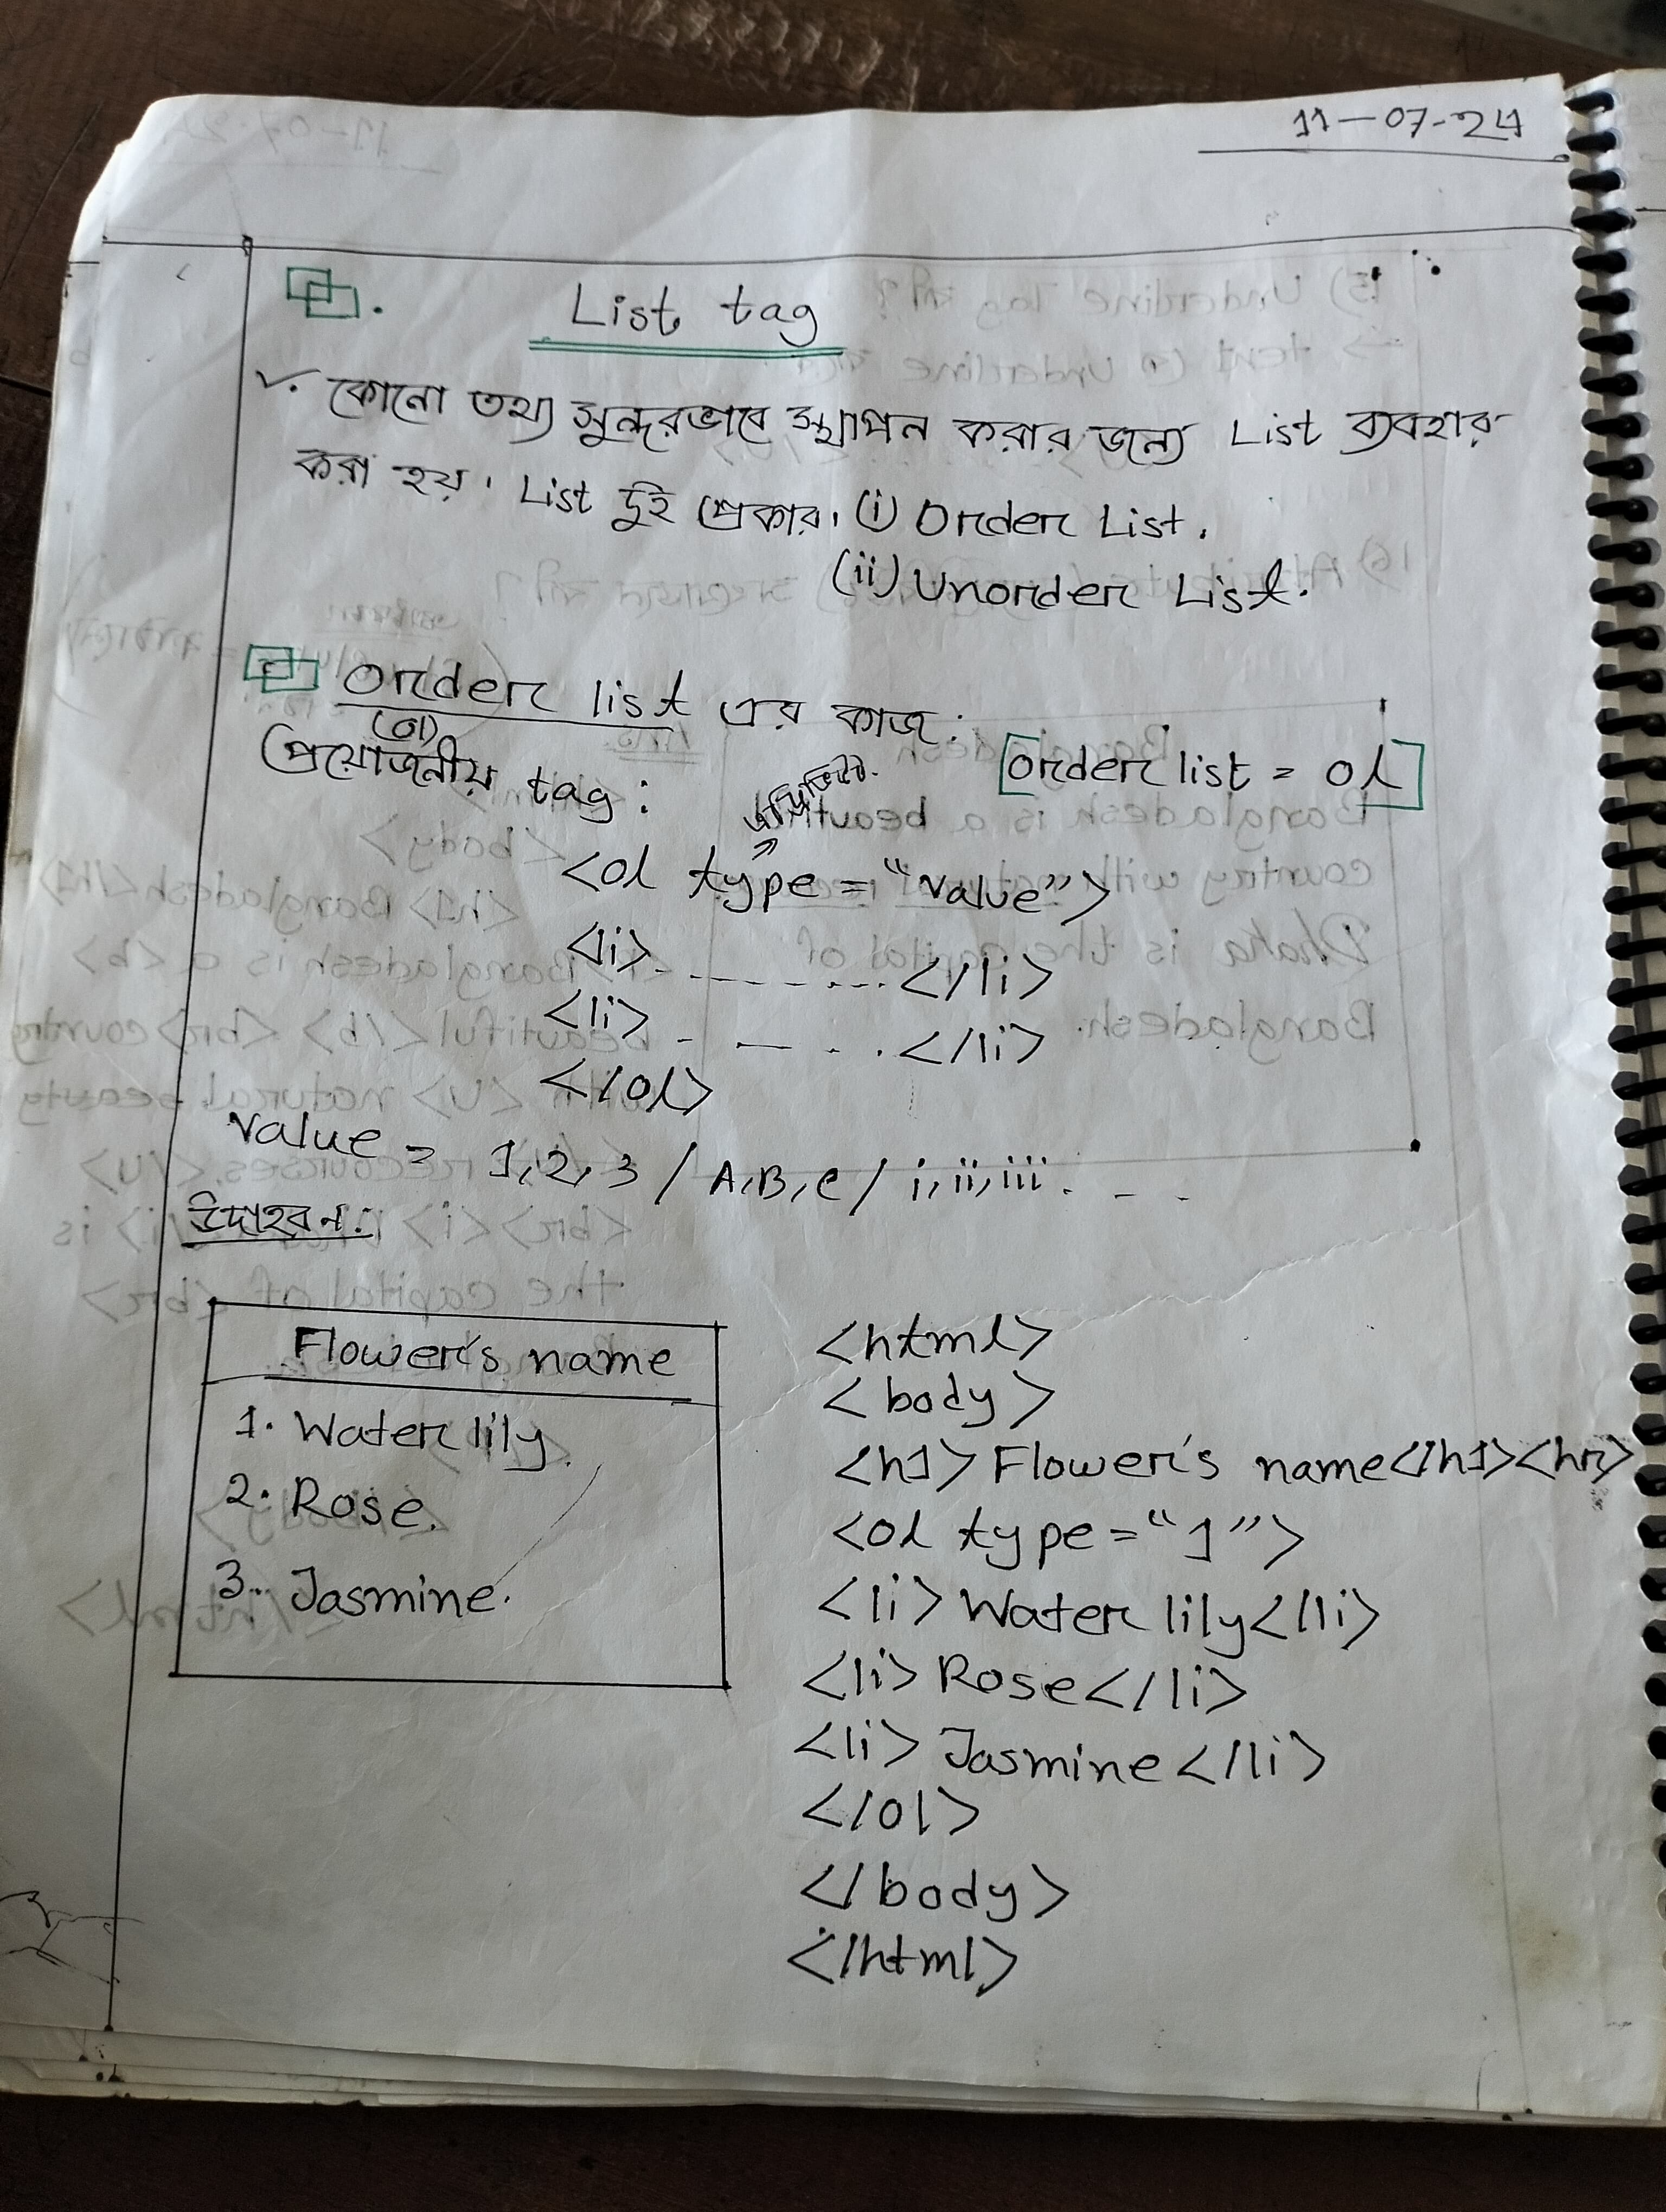 11-07-24
List tag
কোনো তথ্য সুন্দরভাবে স্থাপন করার জন্য List ব্যবহার
করা হয়। List দুই প্রকার। (i) Order List.
(ii) Unorder List.
Order list এর কাজ:
(ol)
প্রয়োজনীয় tag:
[Order list = ol]
<ol type="value">
<li>- - - - ......</li>
<li>. - - - . .</li>
</ol>
Value = 1,2,3 / A,B,C / i,ii,iii. - -
উদাহরন:
Flower's name
1. Water lily.
2. Rose.
3. Jasmine.
<html>
<body>
<h1>Flower's name</h1><hr>
<ol type="1">
<li>Water lily</li>
<li>Rose</li>
<li>Jasmine</li>
</ol>
</body>
</html>